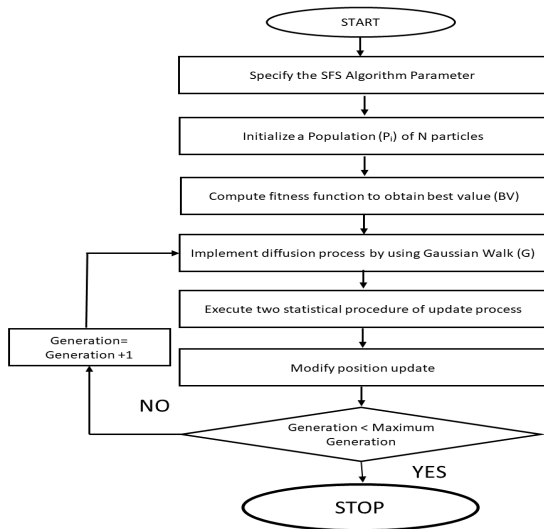 START
Specify the SFS Algorithm Parameter
Initialize a Population (Pᵢ) of N particles
Compute fitness function to obtain best value (BV)
Implement diffusion process by using Gaussian Walk (G)
Execute two statistical procedure of update process
Generation=
Generation +1
Modify position update
NO
Generation < Maximum
Generation
YES
STOP